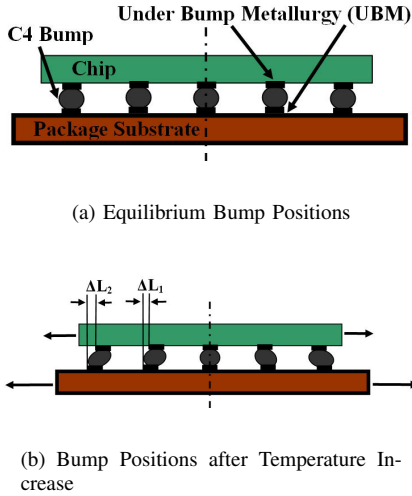 Under Bump Metallurgy (UBM)
C4 Bump
Chip
Package Substrate
(a) Equilibrium Bump Positions
ΔL₂ ΔL₁
(b) Bump Positions after Temperature In-
crease